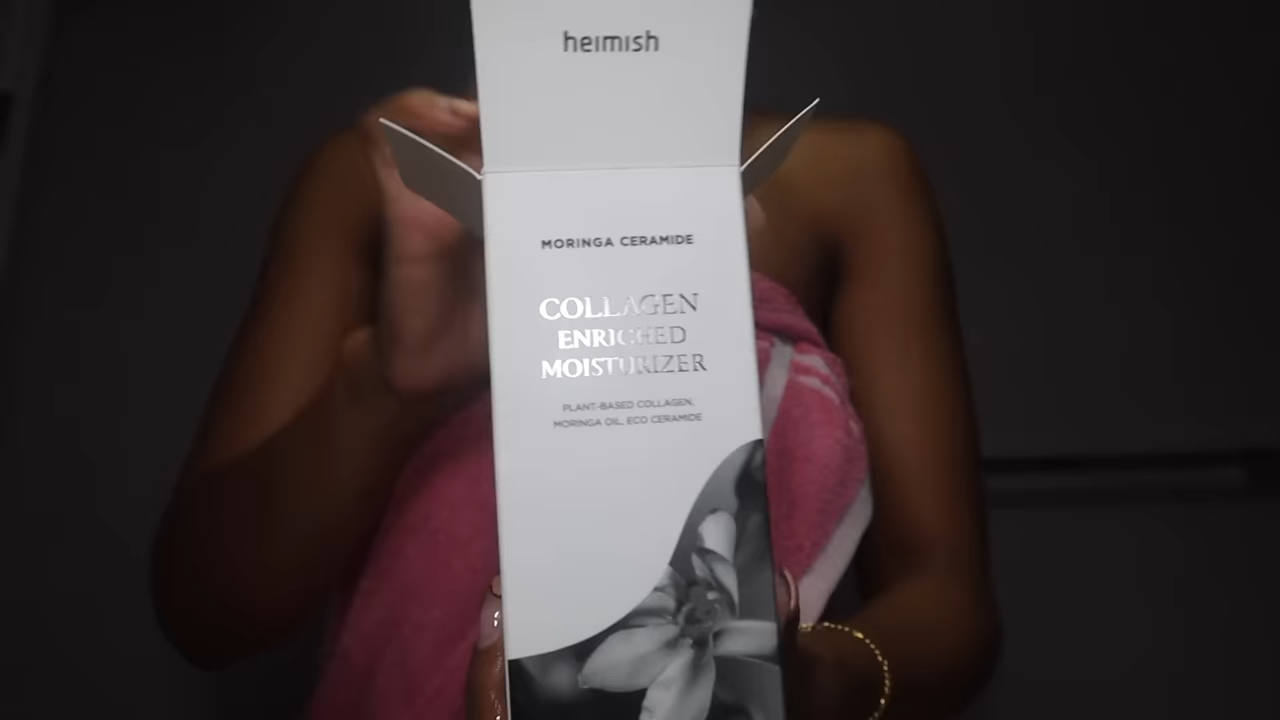 heimish
MORINGA CERAMIDE
COLLAGEN
ENRICHED
MOISTURIZER
PLANT-BASED COLLAGEN,
MORINGA OIL, ECO CERAMIDE